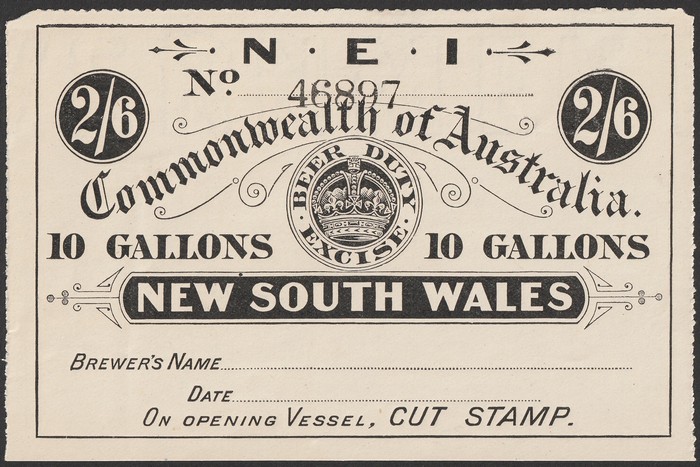 N · E · I
No. 46897
2/6 2/6
Commonwealth of Australia.
BEER DUTY
EXCISE
10 GALLONS 10 GALLONS
NEW SOUTH WALES
BREWER'S NAME
DATE
ON OPENING VESSEL, CUT STAMP.